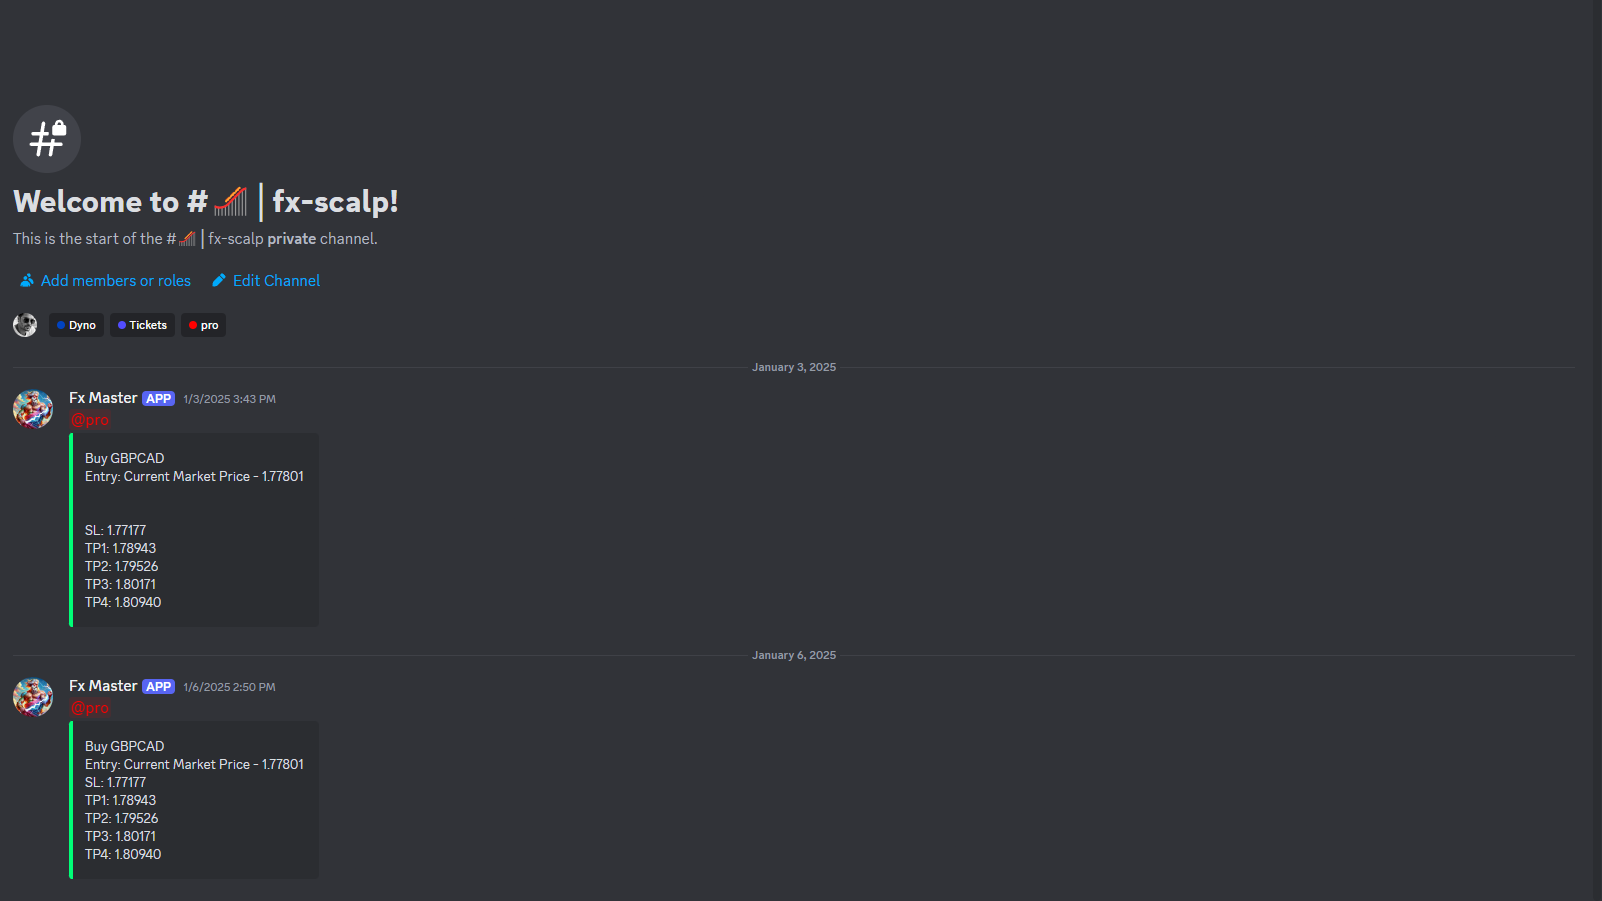 Welcome to #📈 | fx-scalp!
This is the start of the #📈 | fx-scalp private channel.
Add members or roles Edit Channel
Dyno Tickets pro
January 3, 2025
Fx Master APP 1/3/2025 3:43 PM
@pro
Buy GBPCAD
Entry: Current Market Price - 1.77801
SL: 1.77177
TP1: 1.78943
TP2: 1.79526
TP3: 1.80171
TP4: 1.80940
January 6, 2025
Fx Master APP 1/6/2025 2:50 PM
@pro
Buy GBPCAD
Entry: Current Market Price - 1.77801
SL: 1.77177
TP1: 1.78943
TP2: 1.79526
TP3: 1.80171
TP4: 1.80940